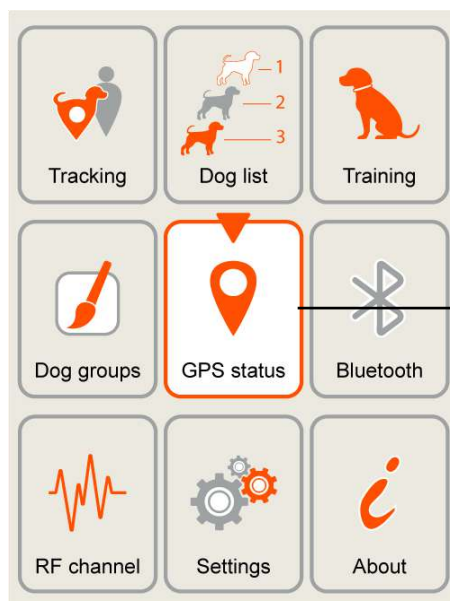 1
2
3
Tracking
Dog list
Training
Dog groups
GPS status
Bluetooth
RF channel
Settings
About